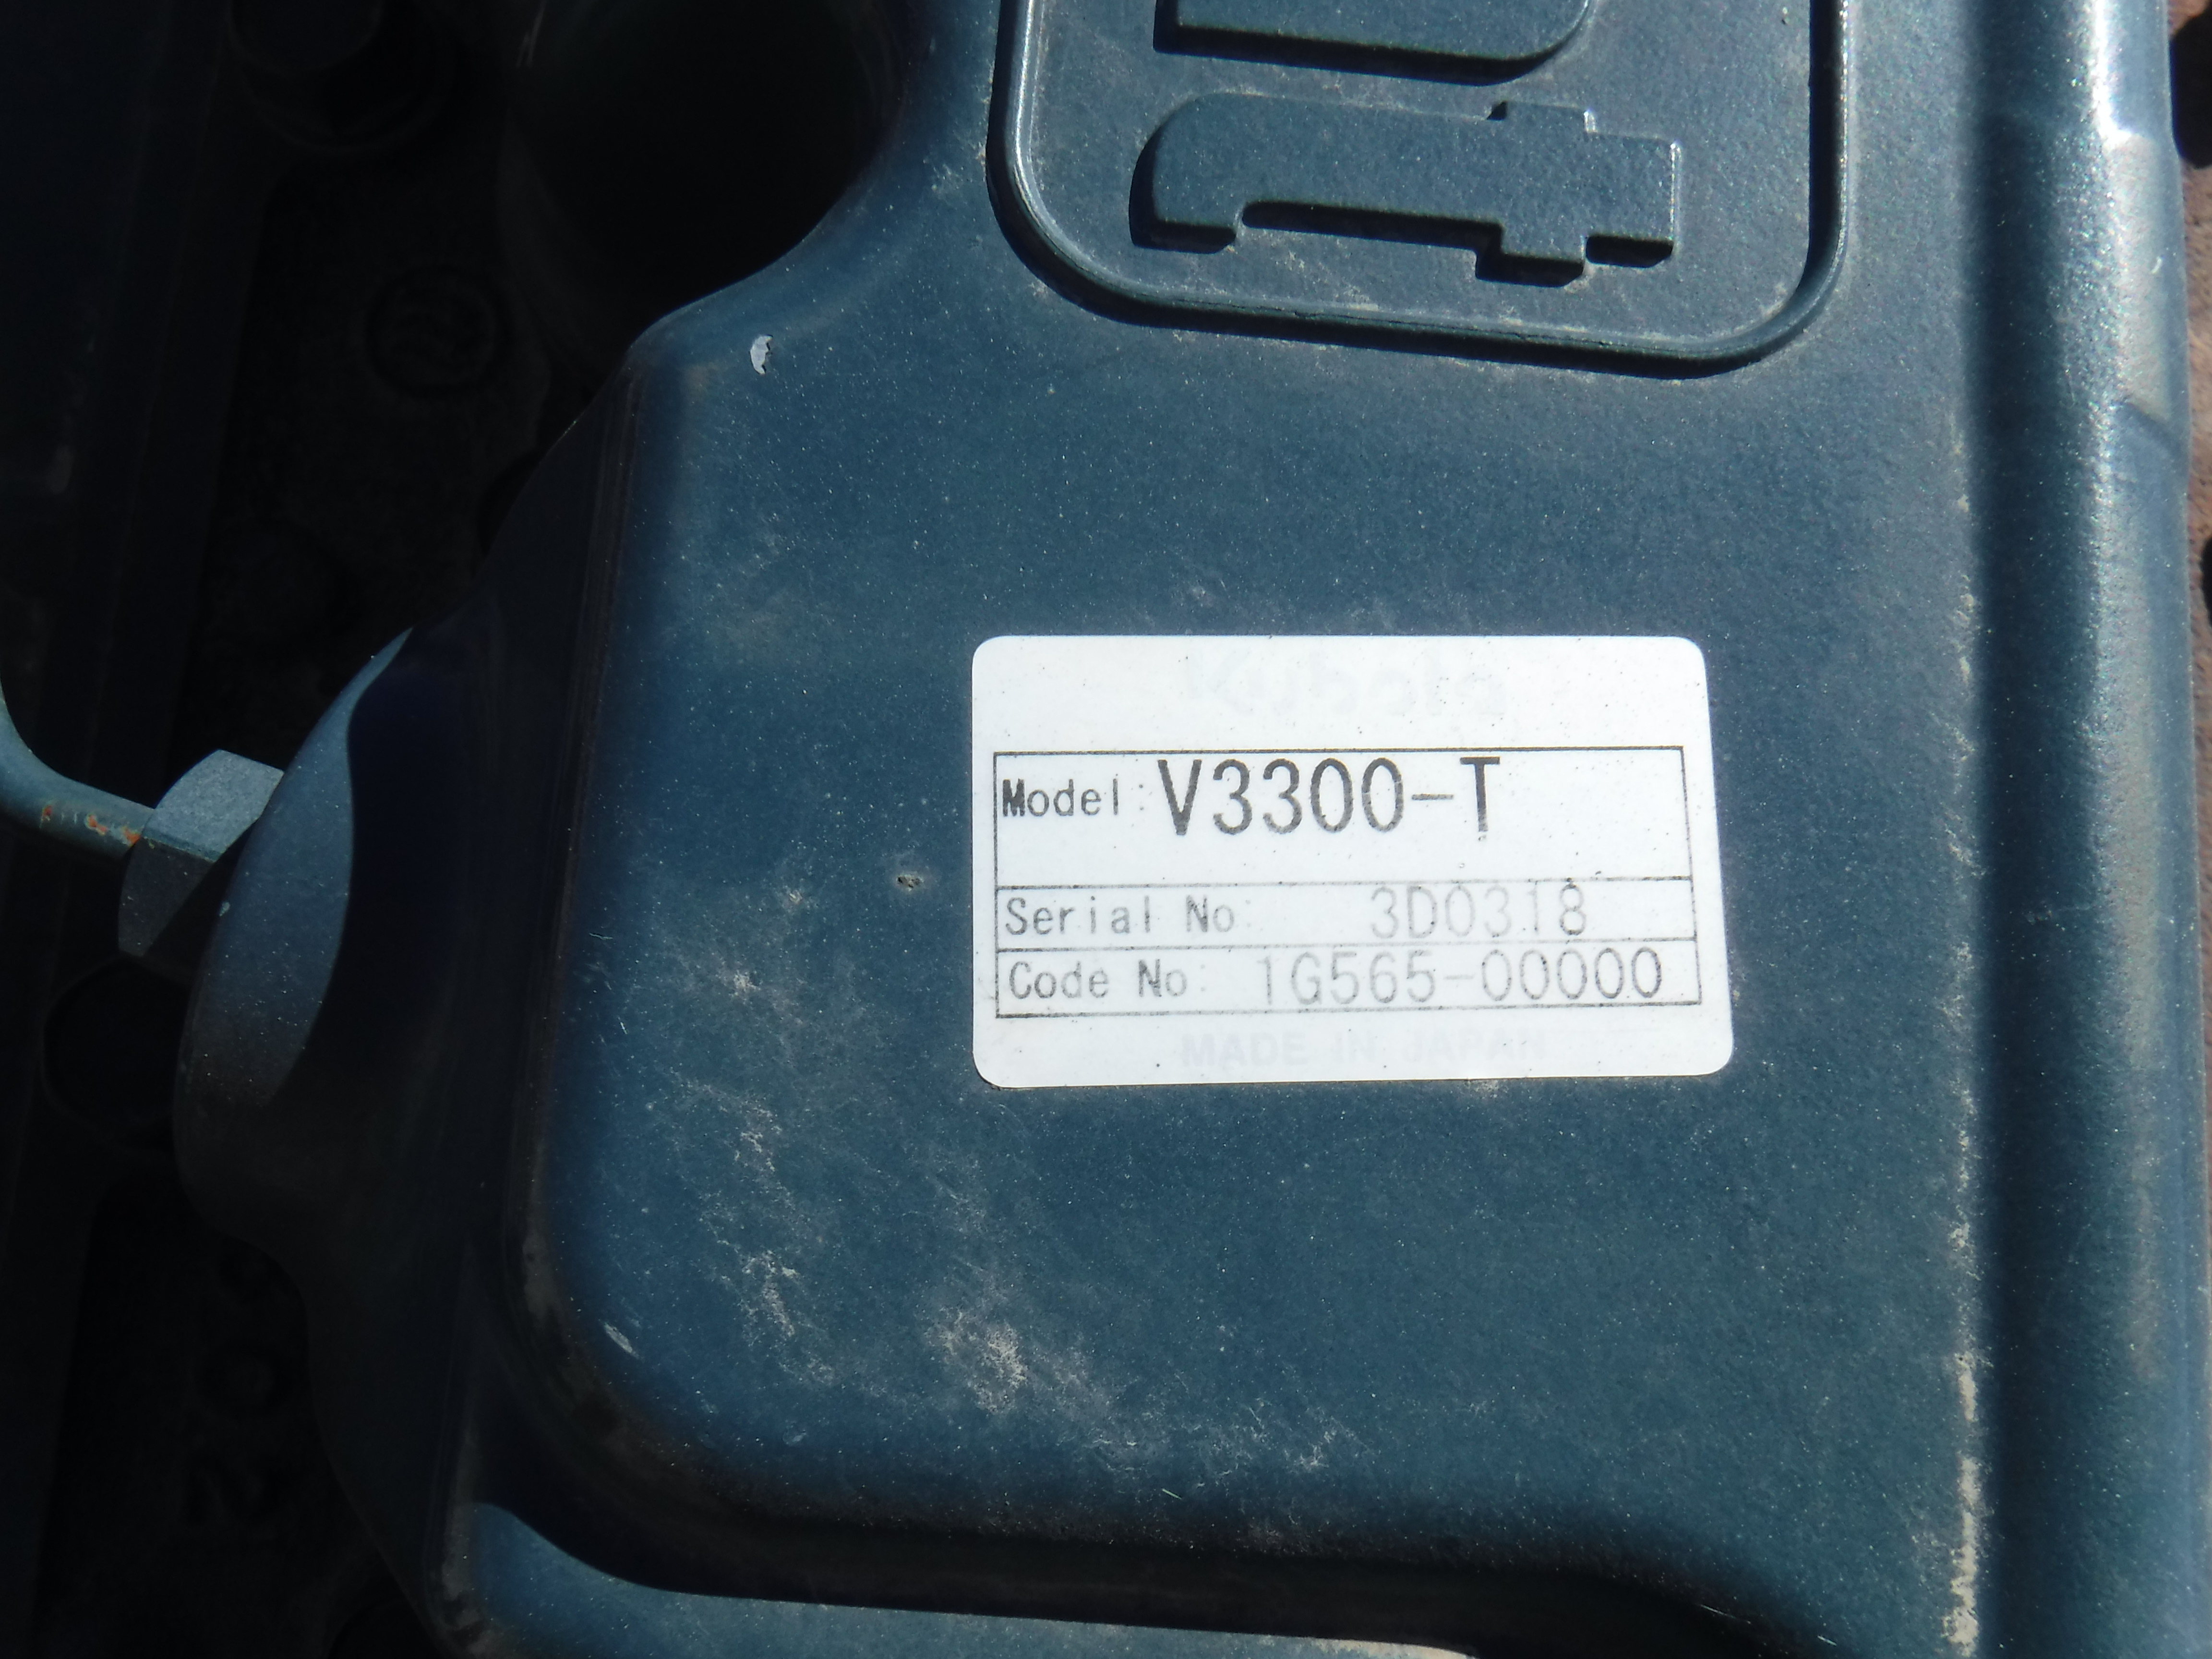 Kubota
Model: V3300-T
Serial No: 3D0318
Code No: 1G565-00000
MADE IN JAPAN